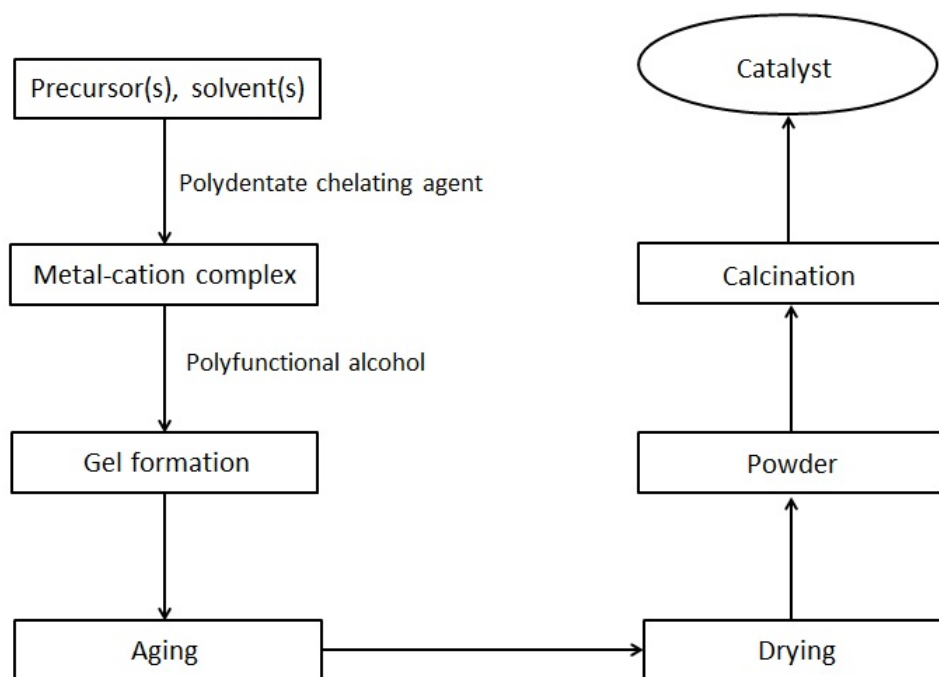 Precursor(s), solvent(s)
Polydentate chelating agent
Metal-cation complex
Polyfunctional alcohol
Gel formation
Aging
Drying
Powder
Calcination
Catalyst